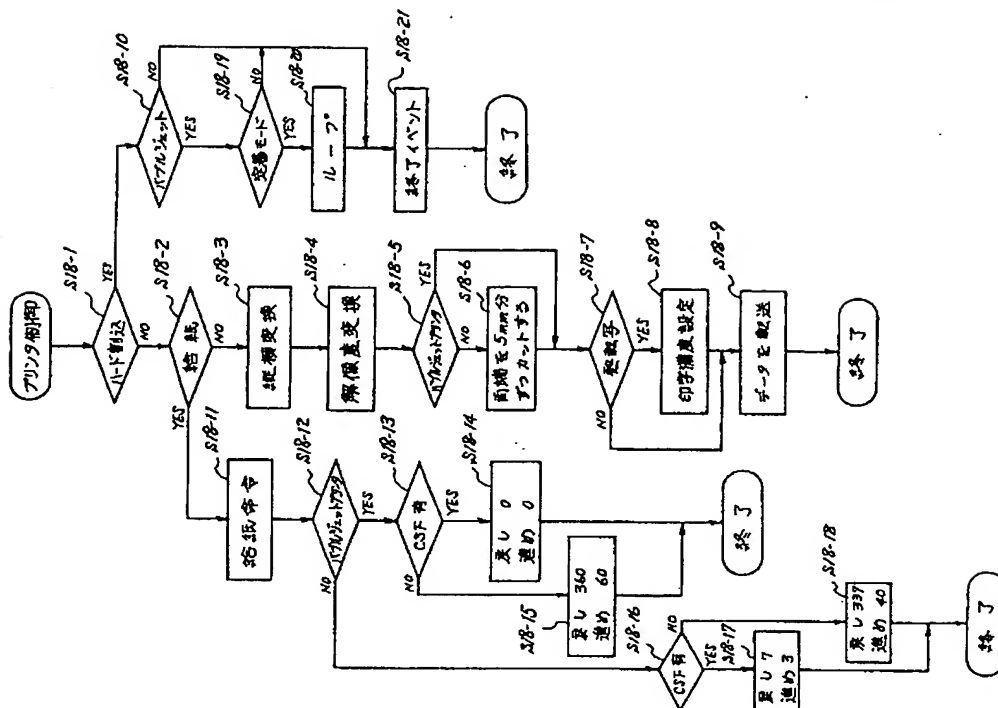 プリンタ制御
ハード割込
S18-1
YES
NO
給紙
S18-2
YES
NO
縦横変換
S18-3
解像度変換
S18-4
バブルジェットプリンタ
S18-5
YES
NO
両端を5mm分
ずつカットする
S18-6
熱転写
S18-7
NO
YES
印字濃度設定
S18-8
データを転送
S18-9
終了
バブルジェット
S18-10
NO
YES
定着モード
S18-19
NO
YES
ループ
S18-20
終了イベント
S18-21
終了
給紙命令
S18-11
バブルジェットプリンタ
S18-12
NO
YES
CSF有
S18-13
NO
YES
戻し 0
進め 0
S18-14
戻し 360
進め 60
S18-15
終了
CSF有
S18-16
NO
YES
戻し 7
進め 3
S18-17
戻し 337
進め 40
S18-18
終了